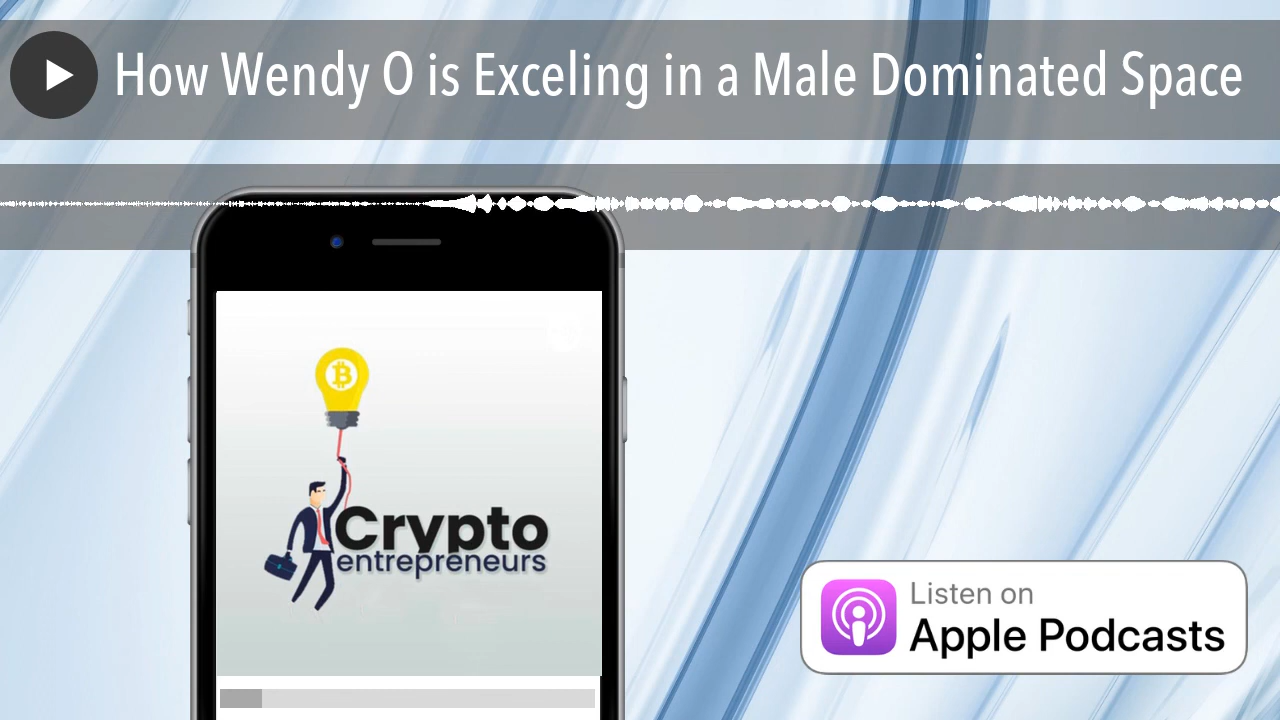 How Wendy O is Exceling in a Male Dominated Space
Crypto
entrepreneurs
Listen on
Apple Podcasts